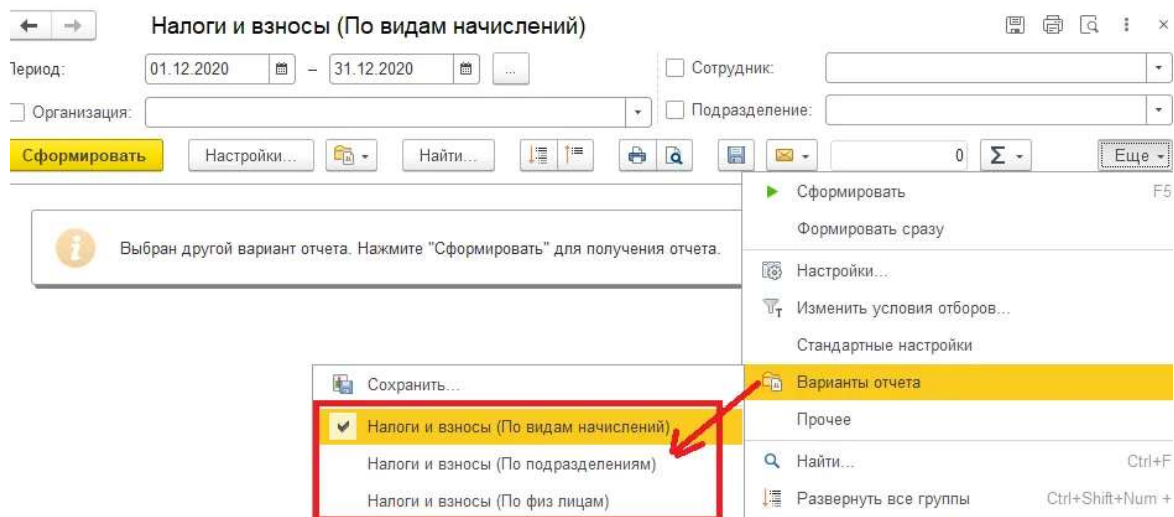 Налоги и взносы (По видам начислений)
Период: 01.12.2020 – 31.12.2020 ... Сотрудник:
Организация: Подразделение:
Сформировать Настройки... Найти... 0 Σ Еще
Выбран другой вариант отчета. Нажмите "Сформировать" для получения отчета.
Сформировать F5
Формировать сразу
Настройки...
Изменить условия отборов...
Стандартные настройки
Варианты отчета
Прочее
Найти... Ctrl+F
Развернуть все группы Ctrl+Shift+Num +
Сохранить...
Налоги и взносы (По видам начислений)
Налоги и взносы (По подразделениям)
Налоги и взносы (По физ лицам)